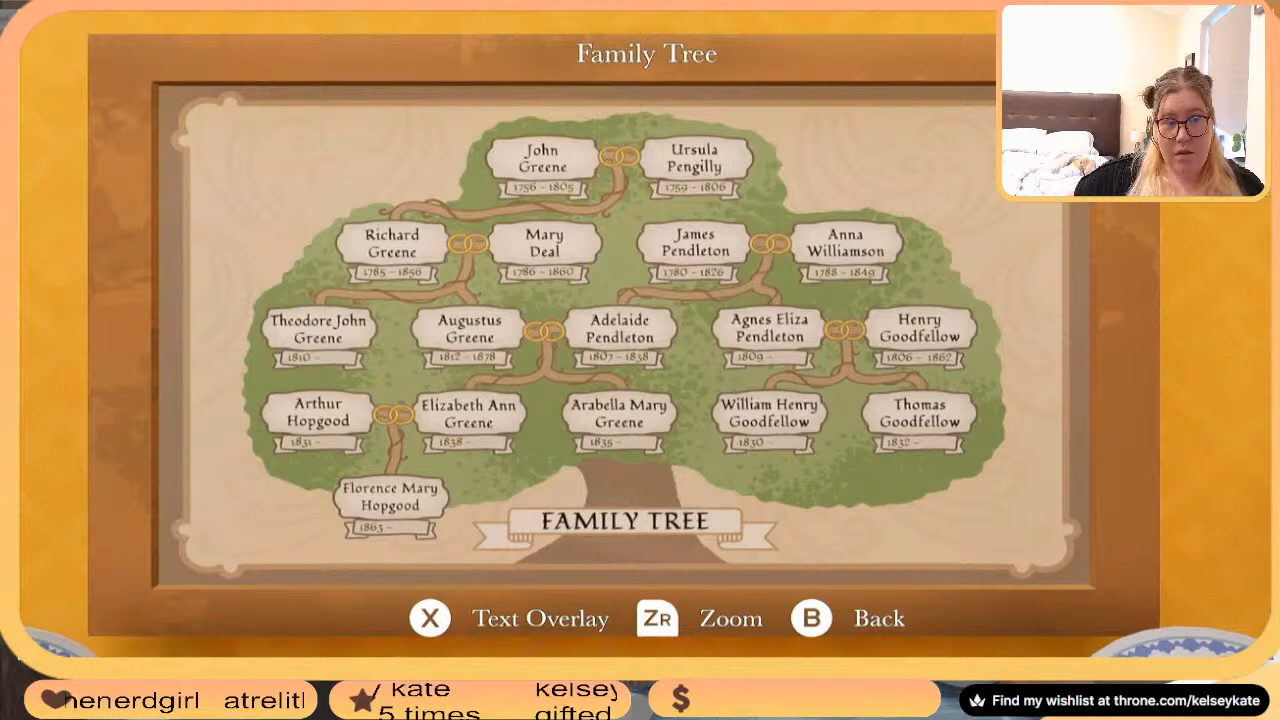 Family Tree
John
Greene
1756 - 1805
Ursula
Pengilly
1759 - 1806
Richard
Greene
1785 - 1856
Mary
Deal
1786 - 1860
James
Pendleton
1780 - 1826
Anna
Williamson
1788 - 1849
Theodore John
Greene
1810 -
Augustus
Greene
1812 - 1878
Adelaide
Pendleton
1807 - 1838
Agnes Eliza
Pendleton
1809 -
Henry
Goodfellow
1806 - 1862
Arthur
Hopgood
1831 -
Elizabeth Ann
Greene
1838 -
Arabella Mary
Greene
1835 -
William Henry
Goodfellow
1830 -
Thomas
Goodfellow
1832 -
Florence Mary
Hopgood
1863 -
FAMILY TREE
X Text Overlay ZR Zoom B Back
henerdgirl atrelitl
y kate kelsey
5 times gifted
$
Find my wishlist at throne.com/kelseykate